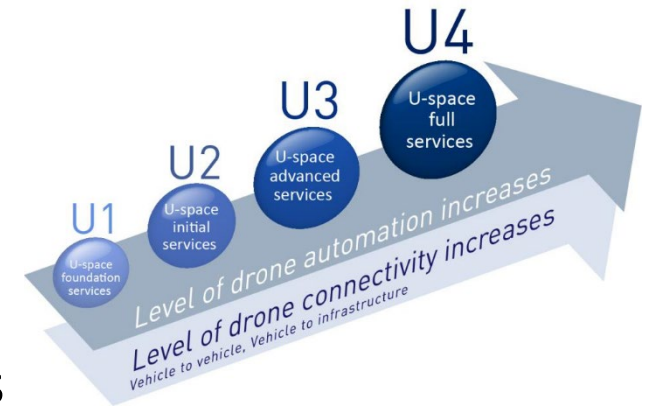 U4
U-space
full
services
U3
U-space
advanced
services
U2
U-space
initial
services
U1
U-space
foundation
services
Level of drone automation increases
Level of drone connectivity increases
Vehicle to vehicle, Vehicle to infrastructure